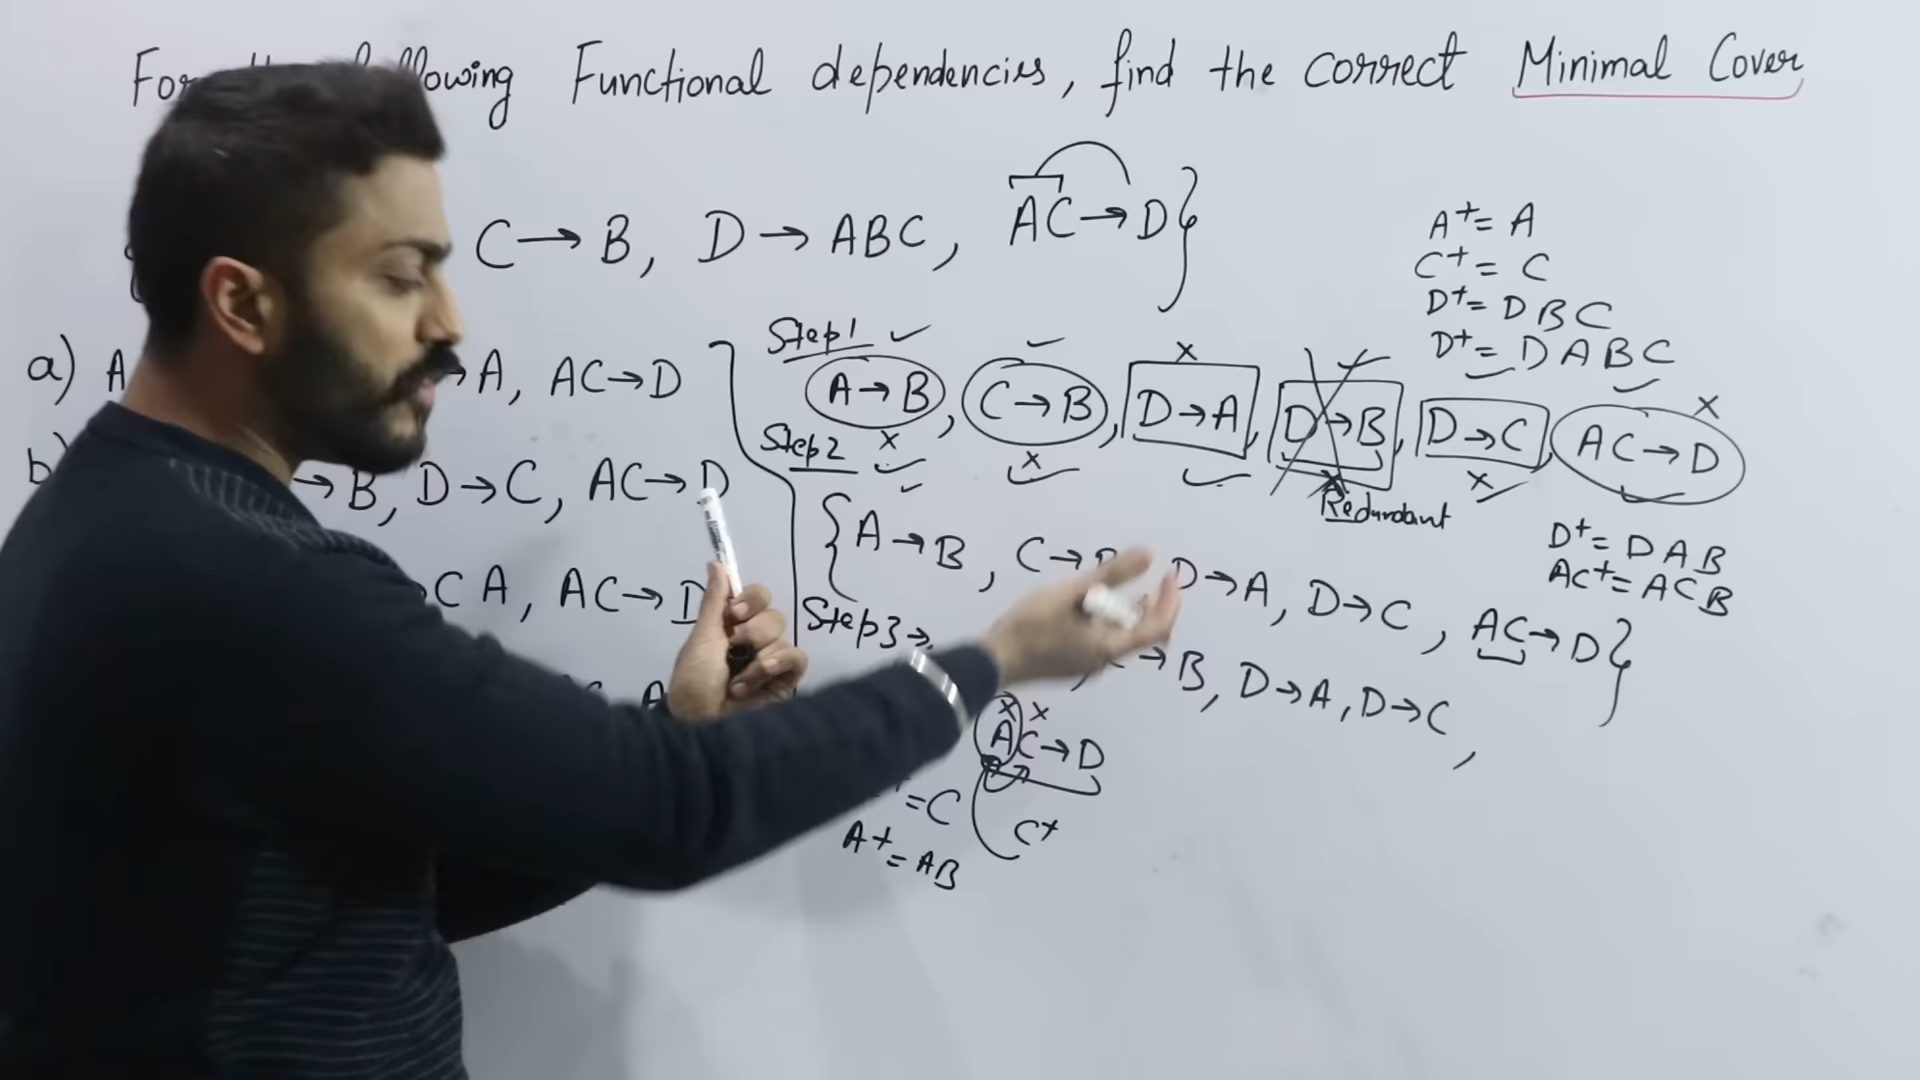 For following Functional dependencies, find the correct Minimal Cover
C → B, D → ABC, AC → D}
A+ = A
C+ = C
D+ = DBC
D+ = DABC
a) A → A, AC → D
b) → B, D → C, AC → D
CA, AC → D
Step1 ✓
A → B, C → B, D → A, D → B, D → C, AC → D
Step2
Redundant
{A → B, C → D → A, D → C, AC → D}
D+ = DAB
AC+ = ACB
Step3 →
→ B, D → A, D → C,
AC → D
= C
C+
A+ = AB